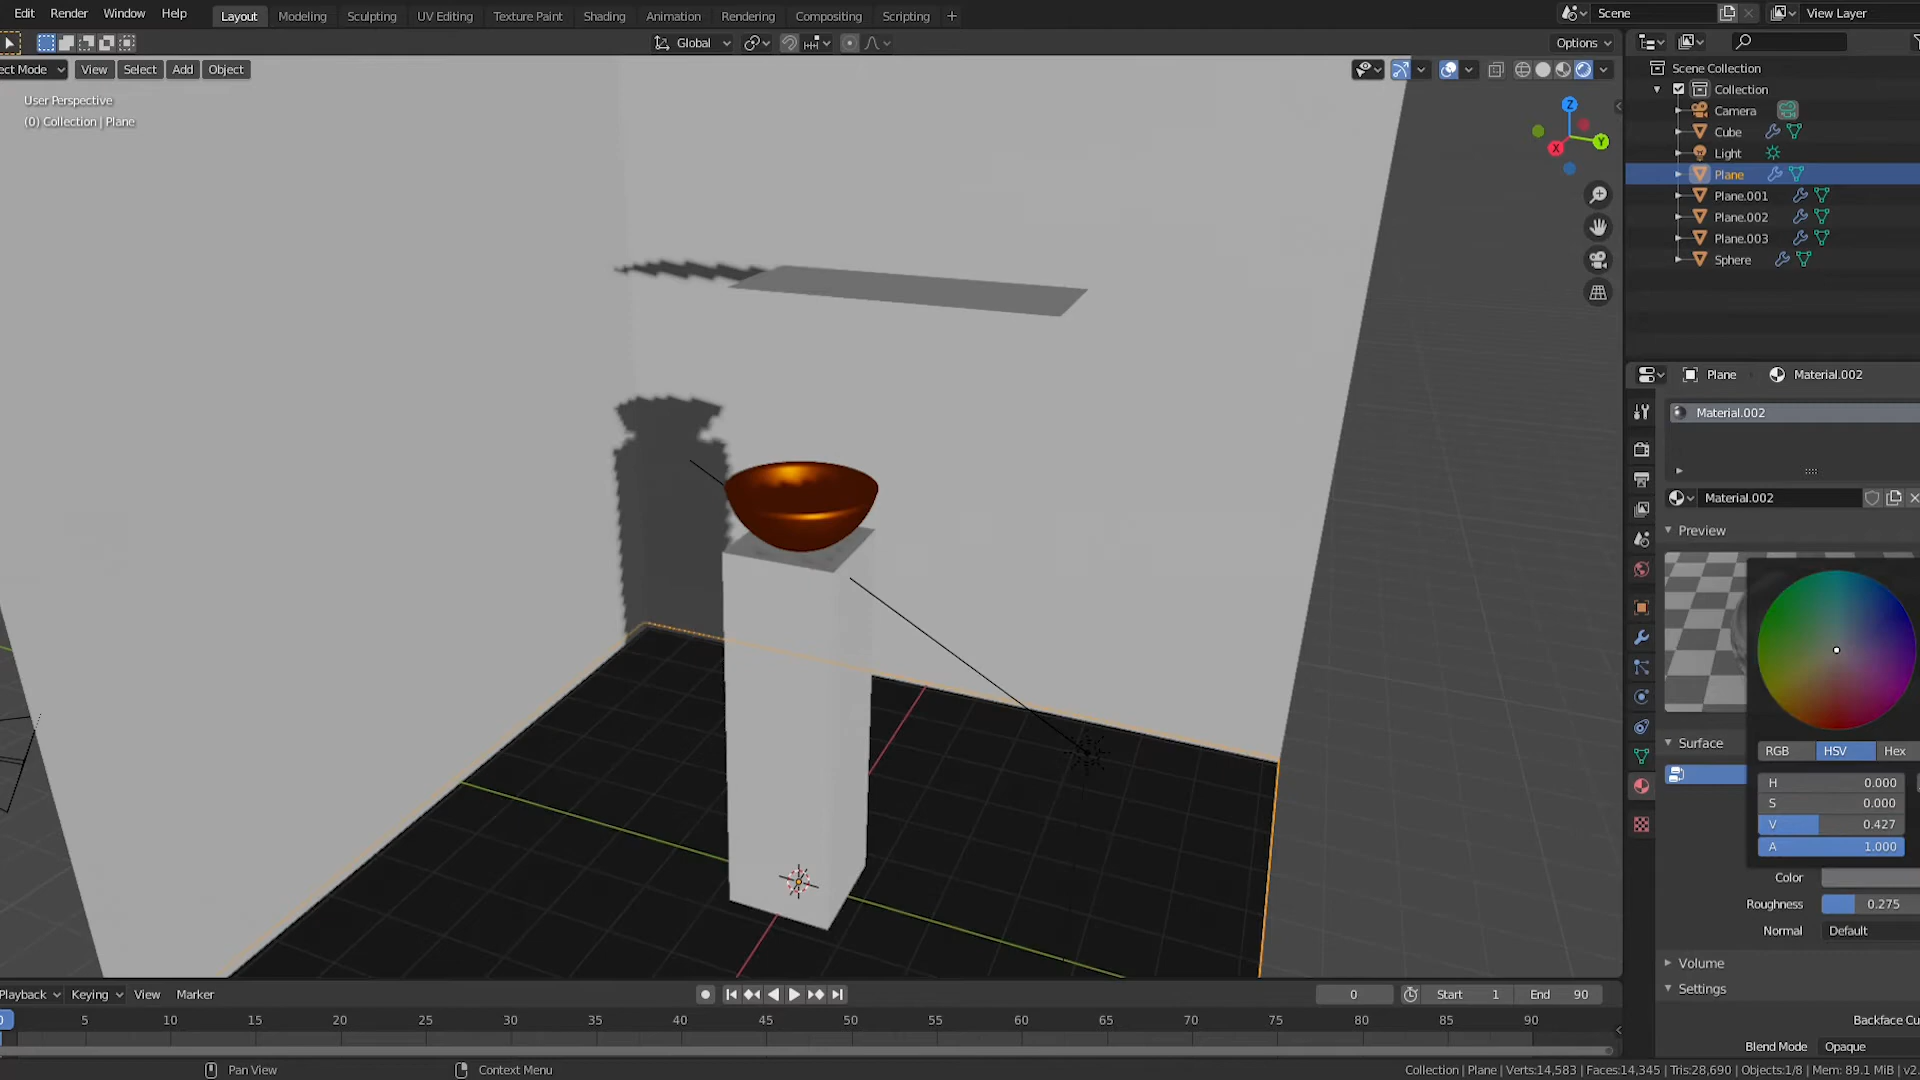 Edit Render Window Help Layout Modeling Sculpting UV Editing Texture Paint Shading Animation Rendering Compositing Scripting + Scene View Layer
Global Options
ect Mode View Select Add Object
User Perspective
(0) Collection | Plane
Z
Y
X
Scene Collection
Collection
Camera
Cube
Light
Plane
Plane.001
Plane.002
Plane.003
Sphere
Plane Material.002
Material.002
Material.002
Preview
Surface
RGB HSV Hex
H 0.000
S 0.000
V 0.427
A 1.000
Color
Roughness 0.275
Normal Default
Volume
Settings
Backface Cu
Blend Mode Opaque
Playback Keying View Marker 0 Start 1 End 90
0 5 10 15 20 25 30 35 40 45 50 55 60 65 70 75 80 85 90
Pan View Context Menu Collection | Plane | Verts:14,583 | Faces:14,345 | Tris:28,690 | Objects:1/8 | Mem: 89.1 MiB | v2.